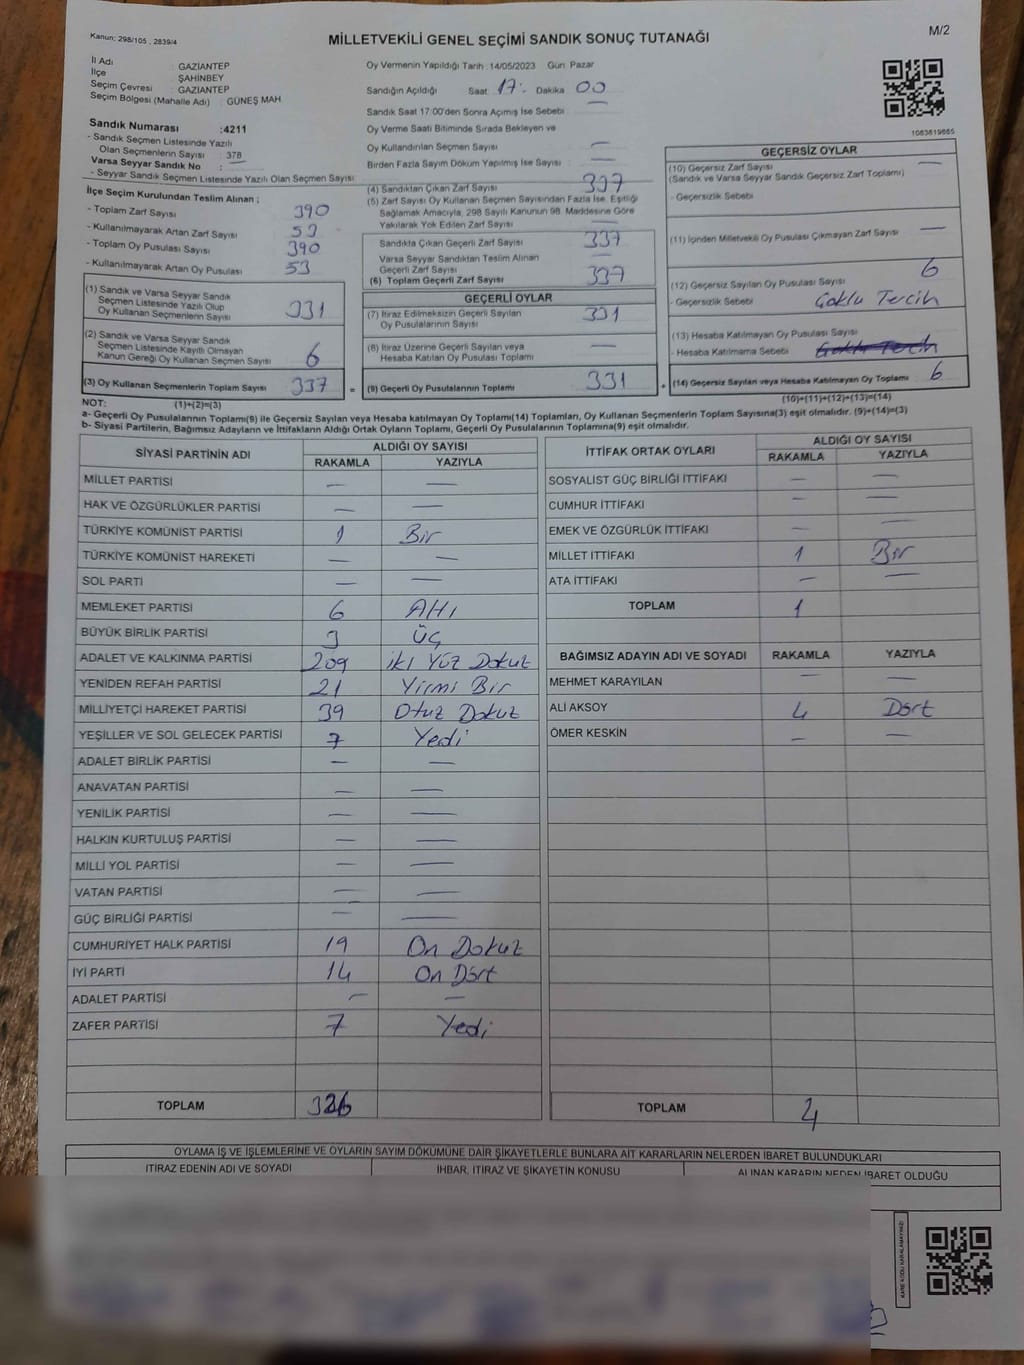 Kanun: 298/105 , 2839/4
MİLLETVEKİLİ GENEL SEÇİMİ SANDIK SONUÇ TUTANAĞI
M/2
İl Adı : GAZİANTEP
İlçe : ŞAHİNBEY
Seçim Çevresi : GAZİANTEP
Seçim Bölgesi (Mahalle Adı) : GÜNEŞ MAH
Sandık Numarası :4211
- Sandık Seçmen Listesinde Yazılı
Olan Seçmenlerin Sayısı : 378
Varsa Seyyar Sandık No : —
- Seyyar Sandık Seçmen Listesinde Yazılı Olan Seçmen Sayısı
İlçe Seçim Kurulundan Teslim Alınan ;
- Toplam Zarf Sayısı 390
- Kullanılmayarak Artan Zarf Sayısı 53
- Toplam Oy Pusulası Sayısı 390
- Kullanılmayarak Artan Oy Pusulası 53
(1) Sandık ve Varsa Seyyar Sandık
Seçmen Listesinde Yazılı Olup
Oy Kullanan Seçmenlerin Sayısı 331
(2) Sandık ve Varsa Seyyar Sandık
Seçmen Listesinde Kayıtlı Olmayan
Kanun Gereği Oy Kullanan Seçmen Sayısı 6
(3) Oy Kullanan Seçmenlerin Toplam Sayısı 337 =
Oy Vermenin Yapıldığı Tarih : 14/05/2023 Gün: Pazar
Sandığın Açıldığı Saat 17: Dakika 00
Sandık Saat 17:00'den Sonra Açımış İse Sebebi —
Oy Verme Saati Bitiminde Sırada Bekleyen ve
Oy Kullandırılan Seçmen Sayısı —
Birden Fazla Sayım Döküm Yapılmış İse Sayısı —
(4) Sandıktan Çıkan Zarf Sayısı 337
(5) Zarf Sayısı Oy Kullanan Seçmen Sayısından Fazla İse, Eşitliği
Sağlamak Amacıyla, 298 Sayılı Kanunun 98. Maddesine Göre
Yakılarak Yok Edilen Zarf Sayısı —
Sandıkta Çıkan Geçerli Zarf Sayısı 337
Varsa Seyyar Sandıktan Teslim Alınan
Geçerli Zarf Sayısı —
(6) Toplam Geçerli Zarf Sayısı 337
GEÇERLİ OYLAR
(7) İtiraz Edilmeksizin Geçerli Sayılan
Oy Pusulalarının Sayısı 331
(8) İtiraz Üzerine Geçerli Sayılan veya
Hesaba Katılan Oy Pusulası Toplamı —
(9) Geçerli Oy Pusulalarının Toplamı 331 +
1083819885
GEÇERSİZ OYLAR
(10) Geçersiz Zarf Sayısı —
(Sandık ve Varsa Seyyar Sandık Geçersiz Zarf Toplamı)
- Geçersizlik Sebebi
(11) İçinden Milletvekili Oy Pusulası Çıkmayan Zarf Sayısı —
(12) Geçersiz Sayılan Oy Pusulası Sayısı 6
- Geçersizlik Sebebi Çoklu Tercih
(13) Hesaba Katılmayan Oy Pusulası Sayısı
- Hesaba Katılmama Sebebi Çoklu Tercih
(14) Geçersiz Sayılan veya Hesaba Katılmayan Oy Toplamı 6
NOT: (1)+(2)=(3) (10)+(11)+(12)+(13)=(14)
a- Geçerli Oy Pusulalarının Toplamı(9) ile Geçersiz Sayılan veya Hesaba katılmayan Oy Toplamı(14) Toplamları, Oy Kullanan Seçmenlerin Toplam Sayısına(3) eşit olmalıdır. (9)+(14)=(3)
b- Siyasi Partilerin, Bağımsız Adayların ve İttifakların Aldığı Ortak Oyların Toplamı, Geçerli Oy Pusulalarının Toplamına(9) eşit olmalıdır.
SİYASİ PARTİNİN ADI ALDIĞI OY SAYISI
RAKAMLA YAZIYLA
MİLLET PARTİSİ — —
HAK VE ÖZGÜRLÜKLER PARTİSİ — —
TÜRKİYE KOMÜNİST PARTİSİ 1 Bir
TÜRKİYE KOMÜNİST HAREKETİ — —
SOL PARTİ — —
MEMLEKET PARTİSİ 6 Altı
BÜYÜK BİRLİK PARTİSİ 3 Üç
ADALET VE KALKINMA PARTİSİ 209 iki Yüz Dokuz
YENİDEN REFAH PARTİSİ 21 Yirmi Bir
MİLLİYETÇİ HAREKET PARTİSİ 39 Otuz Dokuz
YEŞİLLER VE SOL GELECEK PARTİSİ 7 Yedi
ADALET BİRLİK PARTİSİ — —
ANAVATAN PARTİSİ — —
YENİLİK PARTİSİ — —
HALKIN KURTULUŞ PARTİSİ — —
MİLLİ YOL PARTİSİ — —
VATAN PARTİSİ — —
GÜÇ BİRLİĞİ PARTİSİ — —
CUMHURİYET HALK PARTİSİ 19 On Dokuz
İYİ PARTİ 14 On Dört
ADALET PARTİSİ — —
ZAFER PARTİSİ 7 Yedi
TOPLAM 326
İTTİFAK ORTAK OYLARI ALDIĞI OY SAYISI
RAKAMLA YAZIYLA
SOSYALİST GÜÇ BİRLİĞİ İTTİFAKI — —
CUMHUR İTTİFAKI — —
EMEK VE ÖZGÜRLÜK İTTİFAKI — —
MİLLET İTTİFAKI 1 Bir
ATA İTTİFAKI — —
TOPLAM 1
BAĞIMSIZ ADAYIN ADI VE SOYADI RAKAMLA YAZIYLA
MEHMET KARAYILAN — —
ALİ AKSOY 4 Dört
ÖMER KESKİN — —
TOPLAM 4
OYLAMA İŞ VE İŞLEMLERİNE VE OYLARIN SAYIM DÖKÜMÜNE DAİR ŞİKAYETLERLE BUNLARA AİT KARARLARIN NELERDEN İBARET BULUNDUKLARI
İTİRAZ EDENİN ADI VE SOYADI İHBAR, İTİRAZ VE ŞİKAYETİN KONUSU ALINAN KARARIN NEDEN İBARET OLDUĞU
KARE KODU KARALAMAYINIZ!